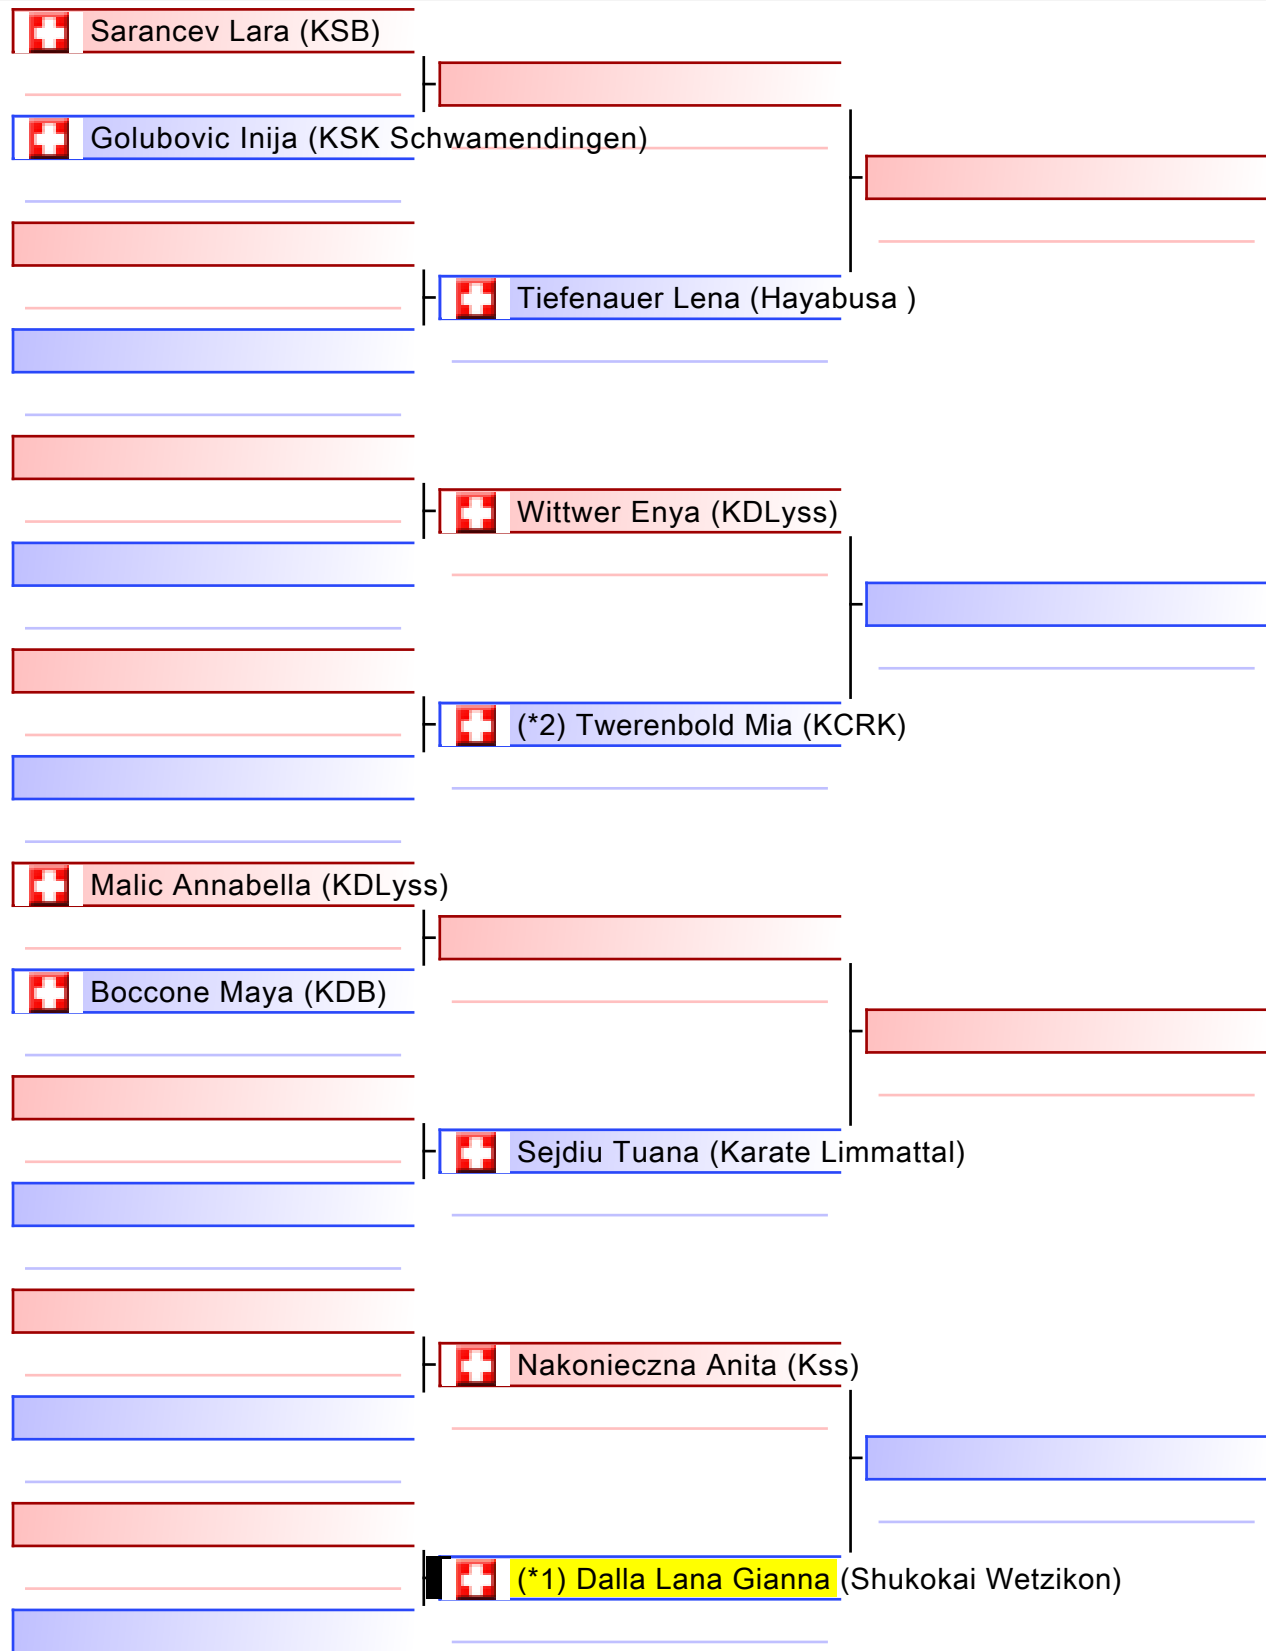 Sarancev Lara (KSB)
Golubovic Inija (KSK Schwamendingen)
Tiefenauer Lena (Hayabusa )
Wittwer Enya (KDLyss)
(*2) Twerenbold Mia (KCRK)
Malic Annabella (KDLyss)
Boccone Maya (KDB)
Sejdiu Tuana (Karate Limmattal)
Nakonieczna Anita (Kss)
(*1) Dalla Lana Gianna (Shukokai Wetzikon)